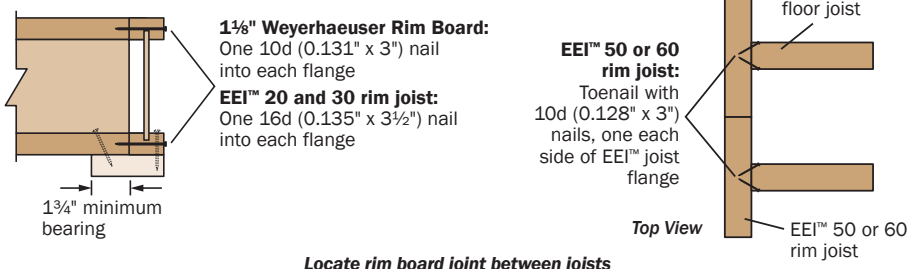 1⅛" Weyerhaeuser Rim Board:
One 10d (0.131" x 3") nail
into each flange
EEI™ 20 and 30 rim joist:
One 16d (0.135" x 3½") nail
into each flange
1¾" minimum
bearing
floor joist
EEI™ 50 or 60
rim joist:
Toenail with
10d (0.128" x 3")
nails, one each
side of EEI™ joist
flange
Top View
EEI™ 50 or 60
rim joist
Locate rim board joint between joists